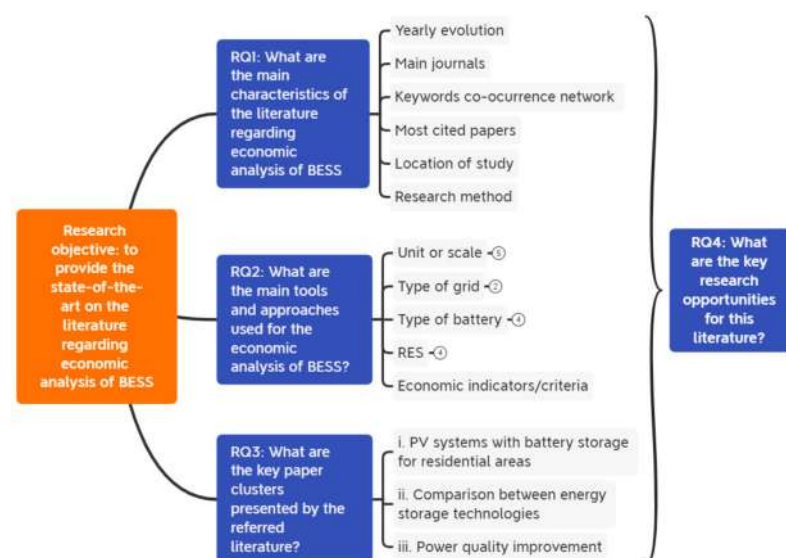 Research
objective: to
provide the
state-of-the-
art on the
literature
regarding
economic
analysis of BESS
RQ1: What are
the main
characteristics of
the literature
regarding
economic
analysis of BESS
Yearly evolution
Main journals
Keywords co-ocurrence network
Most cited papers
Location of study
Research method
RQ2: What are
the main tools
and approaches
used for the
economic
analysis of BESS?
Unit or scale 5
Type of grid 2
Type of battery 4
RES 4
Economic indicators/criteria
RQ3: What are
the key paper
clusters
presented by the
referred
literature?
i. PV systems with battery storage
for residential areas
ii. Comparison between energy
storage technologies
iii. Power quality improvement
RQ4: What
are the key
research
opportunities
for this
literature?